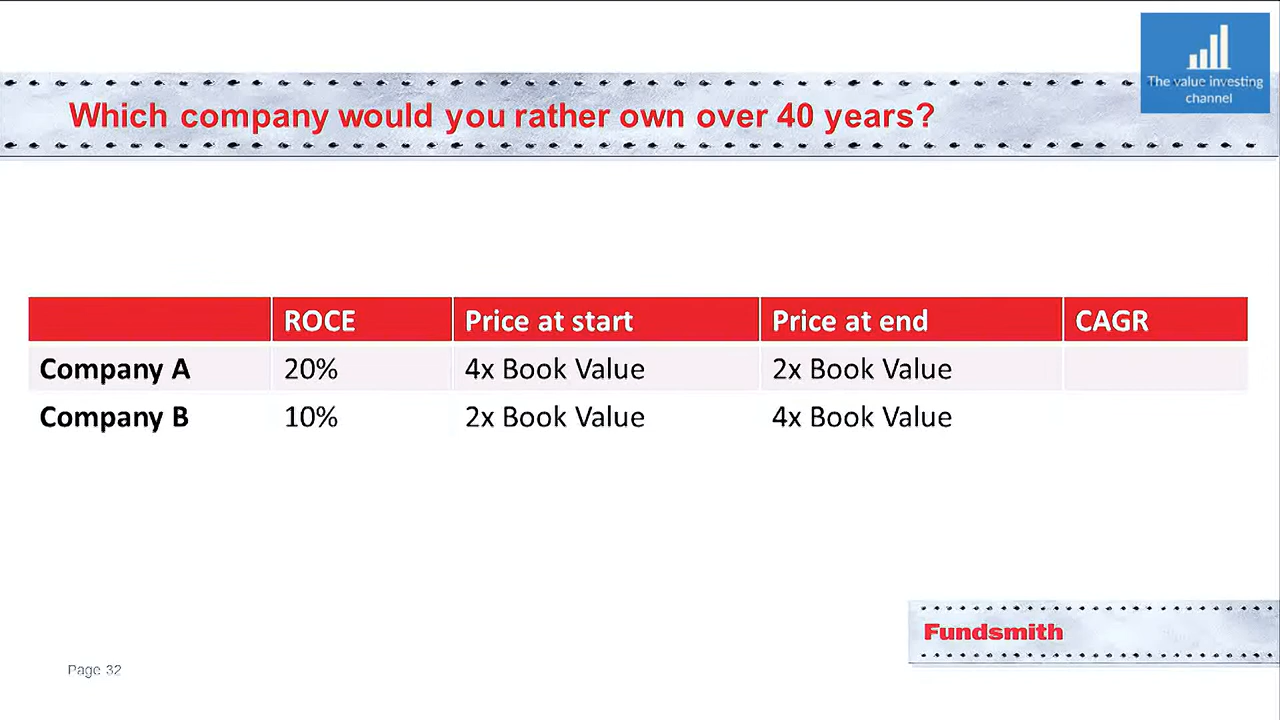 The value investing
channel
Which company would you rather own over 40 years?
ROCE Price at start Price at end CAGR
Company A 20% 4x Book Value 2x Book Value
Company B 10% 2x Book Value 4x Book Value
Fundsmith
Page 32